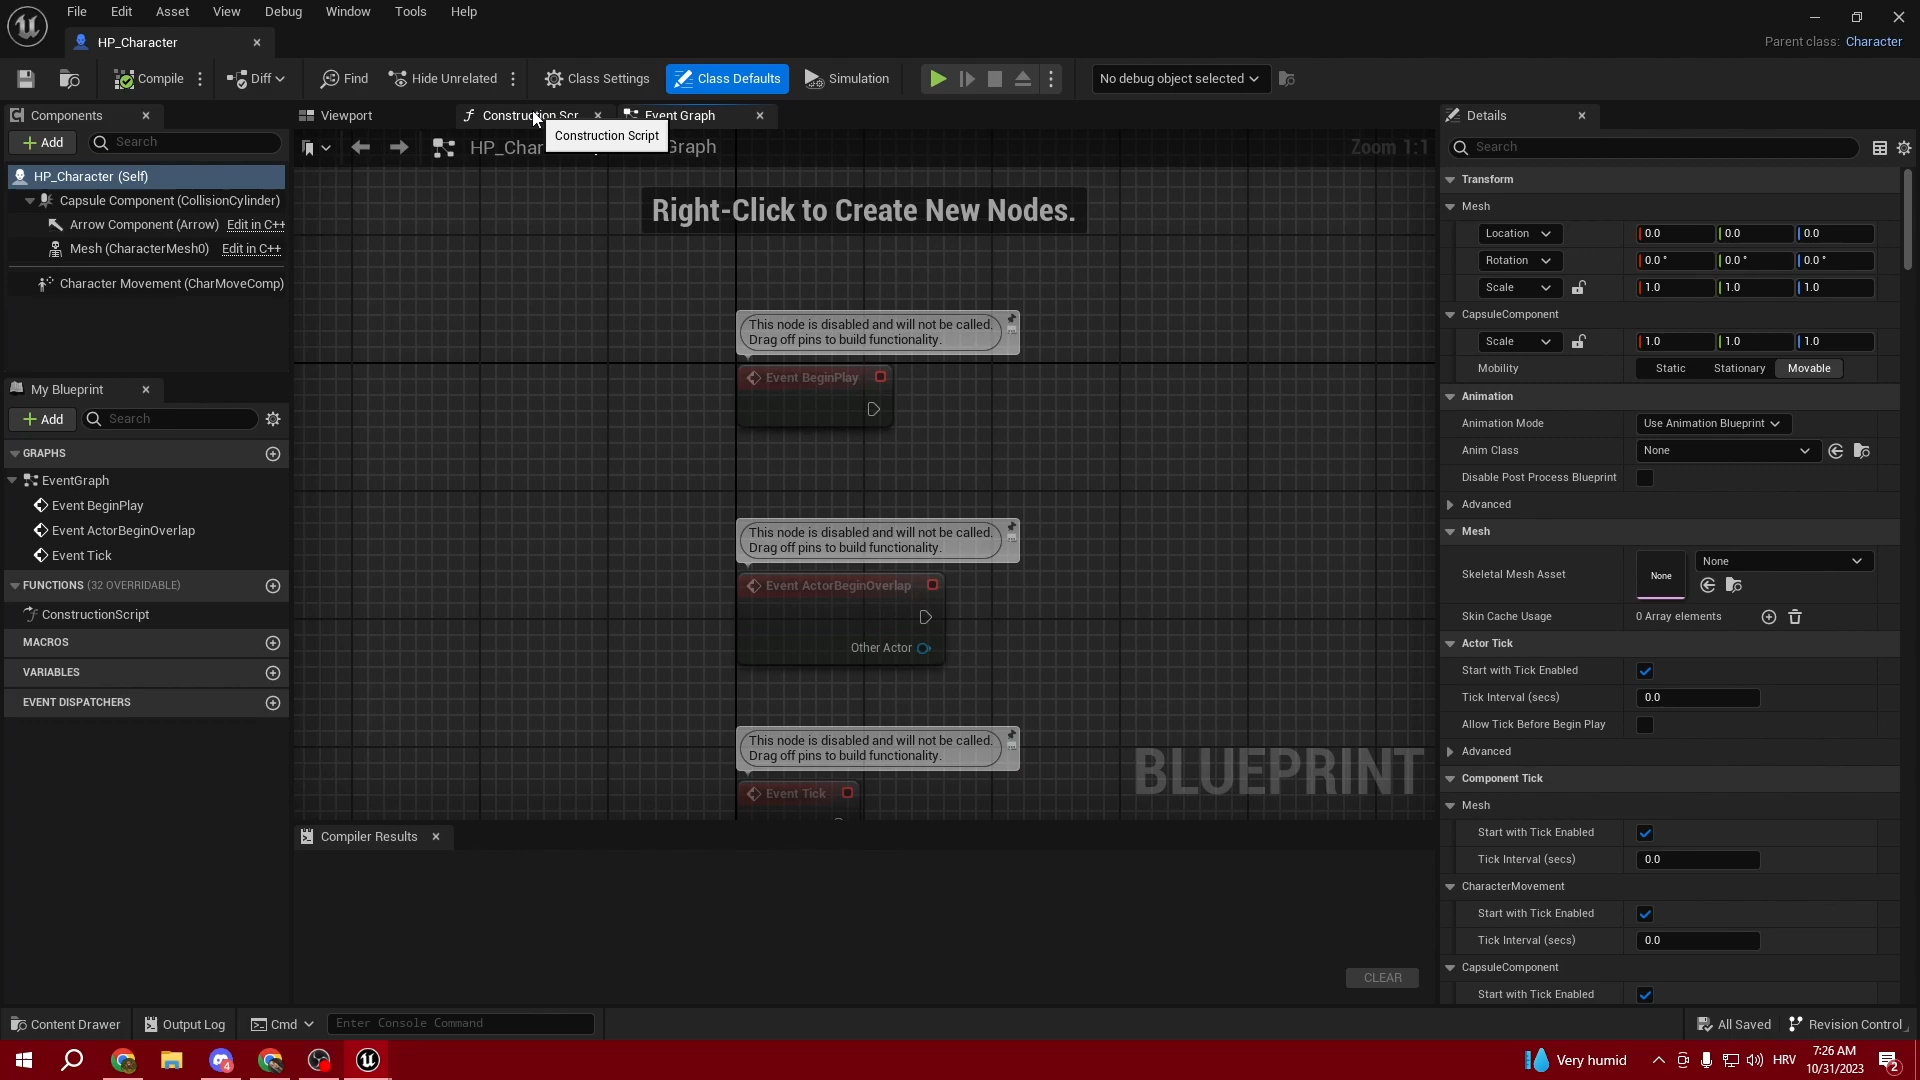 File Edit Asset View Debug Window Tools Help
HP_Character
Parent class: Character
Compile Diff Find Hide Unrelated Class Settings Class Defaults Simulation No debug object selected
Components
Add Search
HP_Character (Self)
Capsule Component (CollisionCylinder)
Arrow Component (Arrow) Edit in C++
Mesh (CharacterMesh0) Edit in C++
Character Movement (CharMoveComp)
My Blueprint
Add Search
GRAPHS
EventGraph
Event BeginPlay
Event ActorBeginOverlap
Event Tick
FUNCTIONS (32 OVERRIDABLE)
ConstructionScript
MACROS
VARIABLES
EVENT DISPATCHERS
Viewport Construction Scr Event Graph
Construction Script
HP_Char Graph Zoom 1:1
Right-Click to Create New Nodes.
This node is disabled and will not be called.
Drag off pins to build functionality.
Event BeginPlay
This node is disabled and will not be called.
Drag off pins to build functionality.
Event ActorBeginOverlap
Other Actor
This node is disabled and will not be called.
Drag off pins to build functionality.
Event Tick
BLUEPRINT
Compiler Results
CLEAR
Details
Search
Transform
Mesh
Location 0.0 0.0 0.0
Rotation 0.0 ° 0.0 ° 0.0 °
Scale 1.0 1.0 1.0
CapsuleComponent
Scale 1.0 1.0 1.0
Mobility Static Stationary Movable
Animation
Animation Mode Use Animation Blueprint
Anim Class None
Disable Post Process Blueprint
Advanced
Mesh
Skeletal Mesh Asset None None
Skin Cache Usage 0 Array elements
Actor Tick
Start with Tick Enabled
Tick Interval (secs) 0.0
Allow Tick Before Begin Play
Advanced
Component Tick
Mesh
Start with Tick Enabled
Tick Interval (secs) 0.0
CharacterMovement
Start with Tick Enabled
Tick Interval (secs) 0.0
CapsuleComponent
Start with Tick Enabled
Content Drawer Output Log Cmd Enter Console Command All Saved Revision Control
4 Very humid HRV 7:26 AM
10/31/2023 2